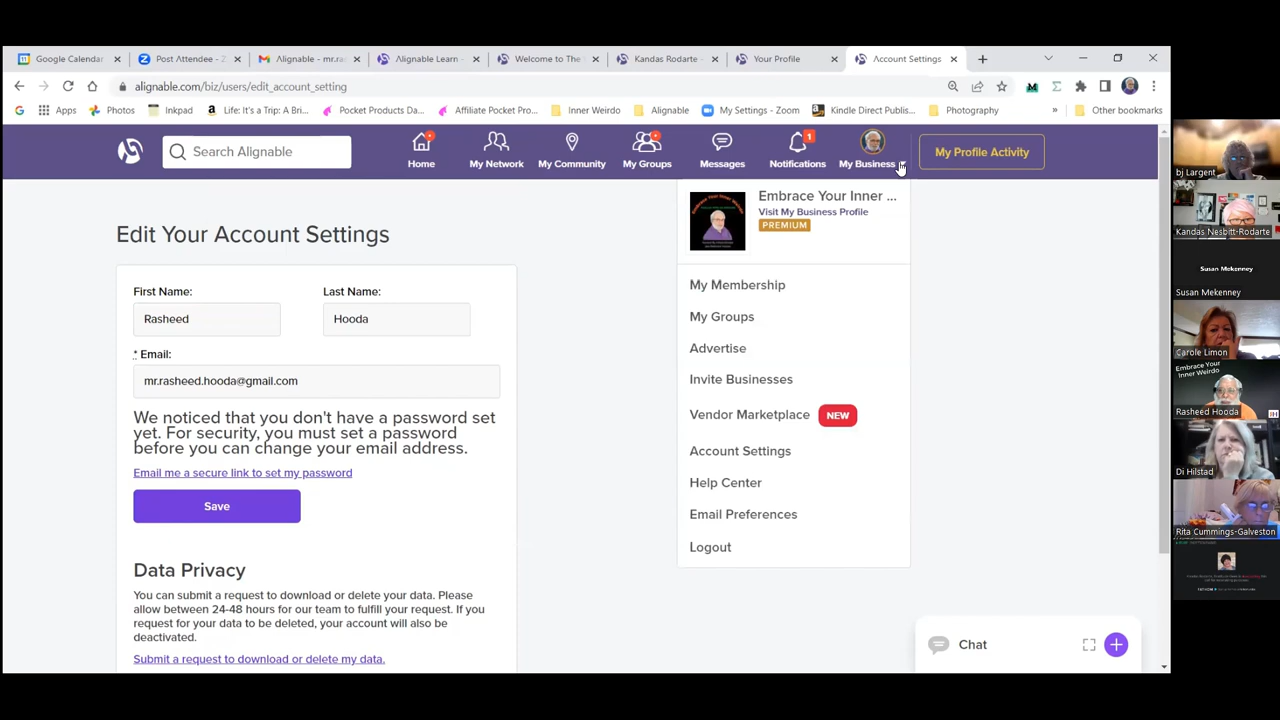 Google Calendar
Post Attendee - Z
Alignable - mr.ra
Alignable Learn -
Welcome to The
Kandas Rodarte -
Your Profile
Account Settings
alignable.com/biz/users/edit_account_setting
Apps
Photos
Inkpad
Life: It's a Trip: A Bri...
Pocket Products Da...
Affiliate Pocket Pro...
Inner Weirdo
Alignable
My Settings - Zoom
Kindle Direct Publis...
Photography
»
Other bookmarks
Search Alignable
Home
My Network
My Community
My Groups
Messages
1
Notifications
My Business
My Profile Activity
Edit Your Account Settings
First Name:
Last Name:
Rasheed
Hooda
* Email:
mr.rasheed.hooda@gmail.com
We noticed that you don't have a password set
yet. For security, you must set a password
before you can change your email address.
Email me a secure link to set my password
Save
Data Privacy
You can submit a request to download or delete your data. Please
allow between 24-48 hours for our team to fulfill your request. If you
request for your data to be deleted, your account will also be
deactivated.
Submit a request to download or delete my data.
Embrace Your Inner ...
Visit My Business Profile
PREMIUM
My Membership
My Groups
Advertise
Invite Businesses
Vendor Marketplace NEW
Account Settings
Help Center
Email Preferences
Logout
Chat
bj Largent
Kandas Nesbitt-Rodarte
Susan Mekenney
Susan Mekenney
Carole Limon
Embrace Your
Inner Weirdo
Rasheed Hooda
Di Hilstad
Rita Cummings-Galveston